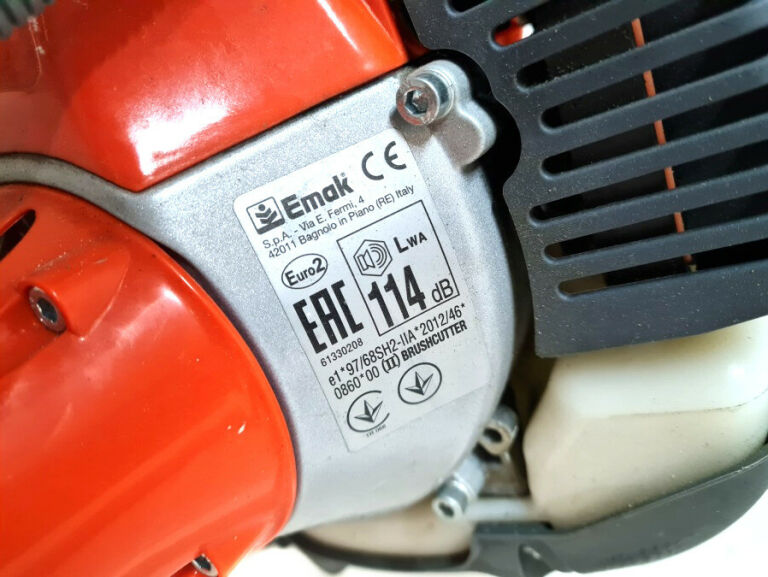 Emak® CE
S.p.A. - Via E. Fermi, 4
42011 Bagnolo in Piano (RE) Italy
Euro2
LWA
EAC
114 dB
61330208
e1*97/68SH2-IIA*2012/46*
0860*00 (II) BRUSHCUTTER